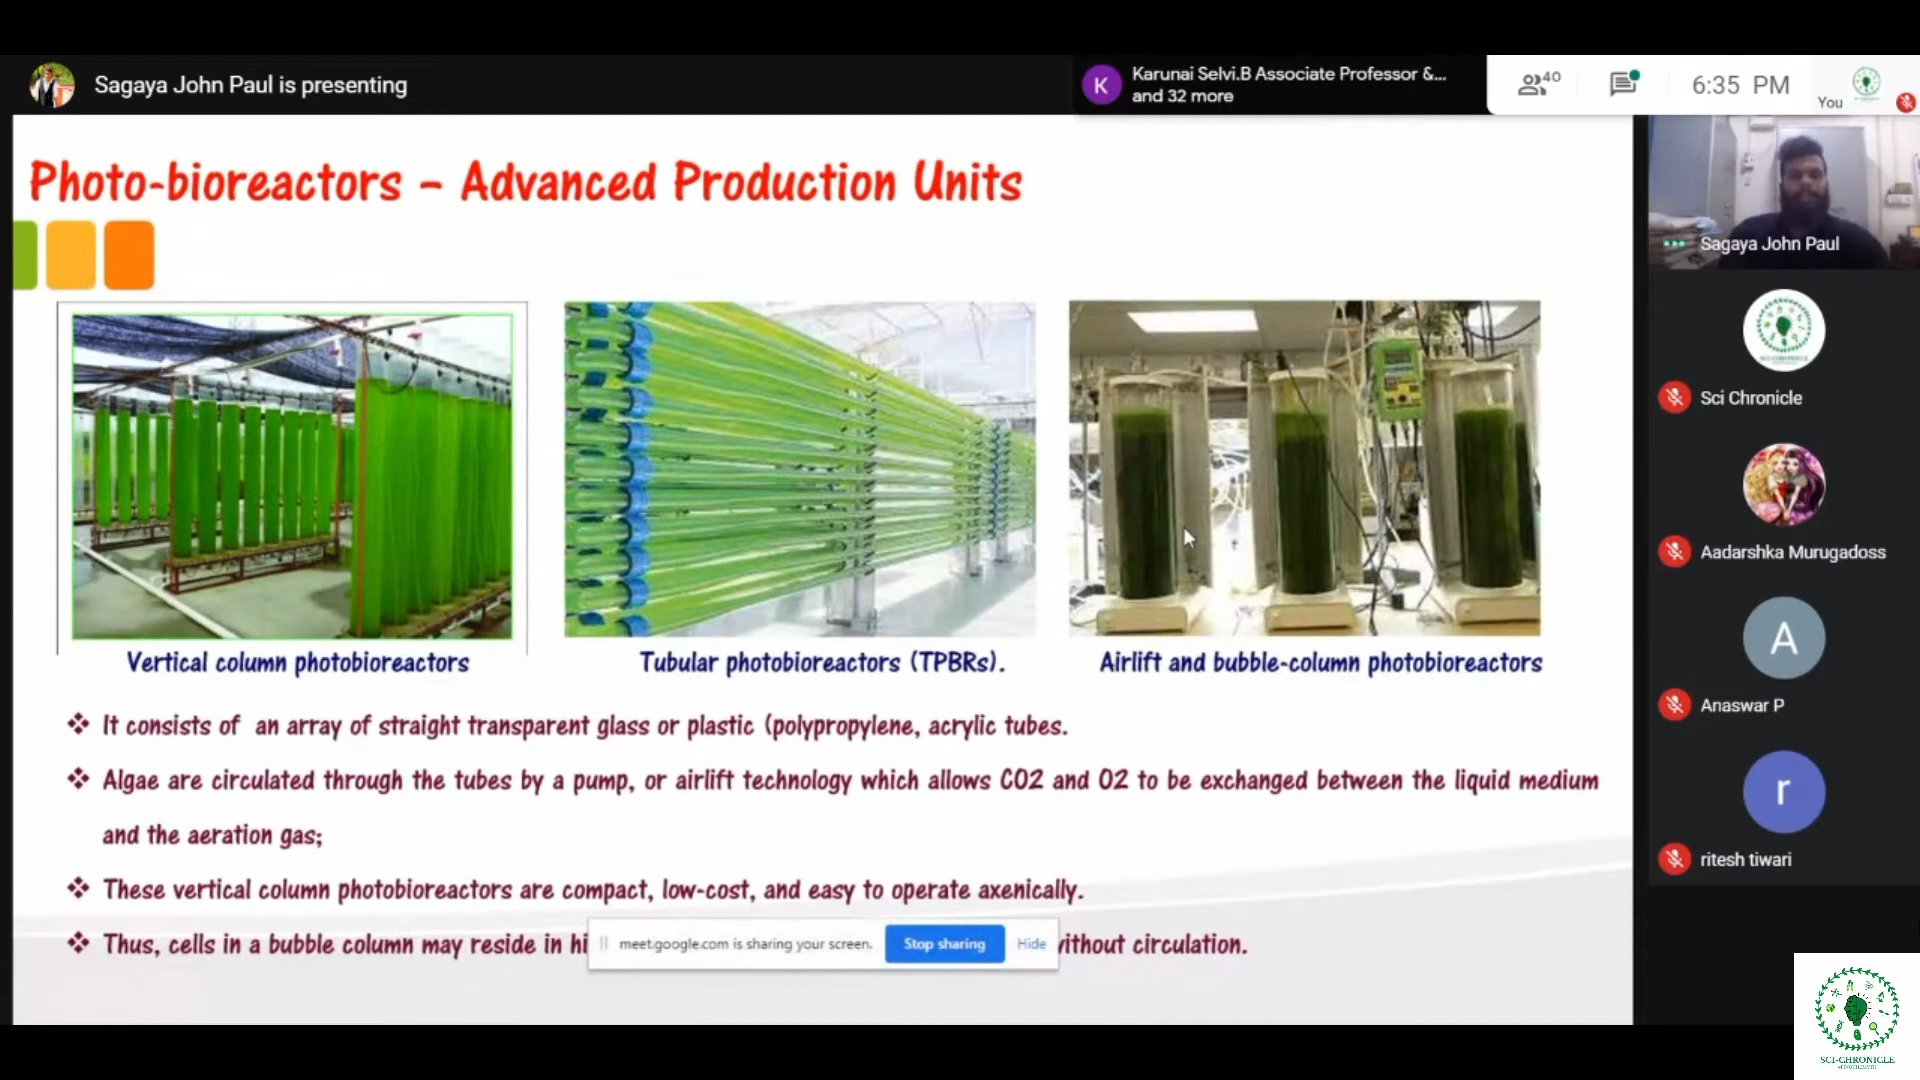 Sagaya John Paul is presenting
K
Karunai Selvi.B Associate Professor &...
and 32 more
40
6:35 PM
You
Photo-bioreactors – Advanced Production Units
Vertical column photobioreactors
Tubular photobioreactors (TPBRs).
Airlift and bubble-column photobioreactors
❖ It consists of an array of straight transparent glass or plastic (polypropylene, acrylic tubes.
❖ Algae are circulated through the tubes by a pump, or airlift technology which allows CO2 and O2 to be exchanged between the liquid medium
and the aeration gas;
❖ These vertical column photobioreactors are compact, low-cost, and easy to operate axenically.
❖ Thus, cells in a bubble column may reside in hi
meet.google.com is sharing your screen.
Stop sharing
Hide
without circulation.
Sagaya John Paul
SCI-CHRONICLE
Sci Chronicle
Aadarshka Murugadoss
A
Anaswar P
r
ritesh tiwari
SCI-CHRONICLE